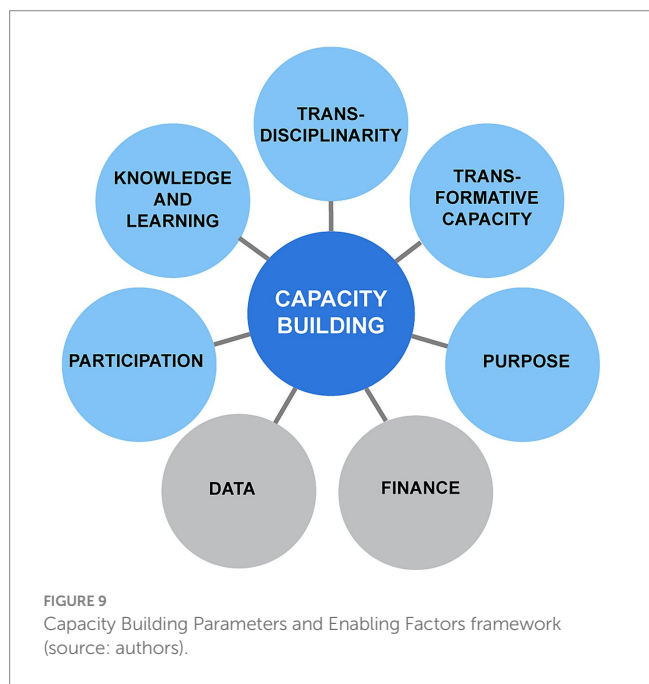 TRANS-
DISCIPLINARITY
KNOWLEDGE
AND
LEARNING
TRANS-
FORMATIVE
CAPACITY
CAPACITY
BUILDING
PARTICIPATION
PURPOSE
DATA
FINANCE
FIGURE 9
Capacity Building Parameters and Enabling Factors framework
(source: authors).